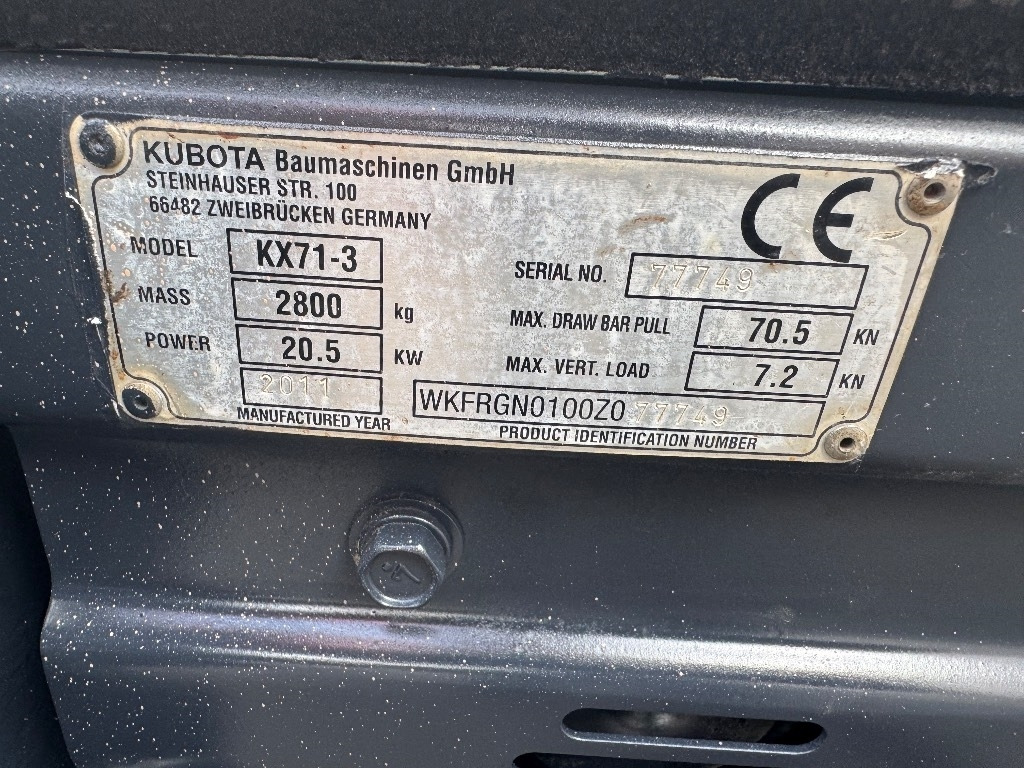 KUBOTA Baumaschinen GmbH
STEINHAUSER STR. 100
66482 ZWEIBRÜCKEN GERMANY
CE
MODEL KX71-3
MASS 2800 kg
POWER 20.5 KW
2011
MANUFACTURED YEAR
SERIAL NO. 77749
MAX. DRAW BAR PULL 70.5 KN
MAX. VERT. LOAD 7.2 KN
WKFRGN0100Z077749
PRODUCT IDENTIFICATION NUMBER